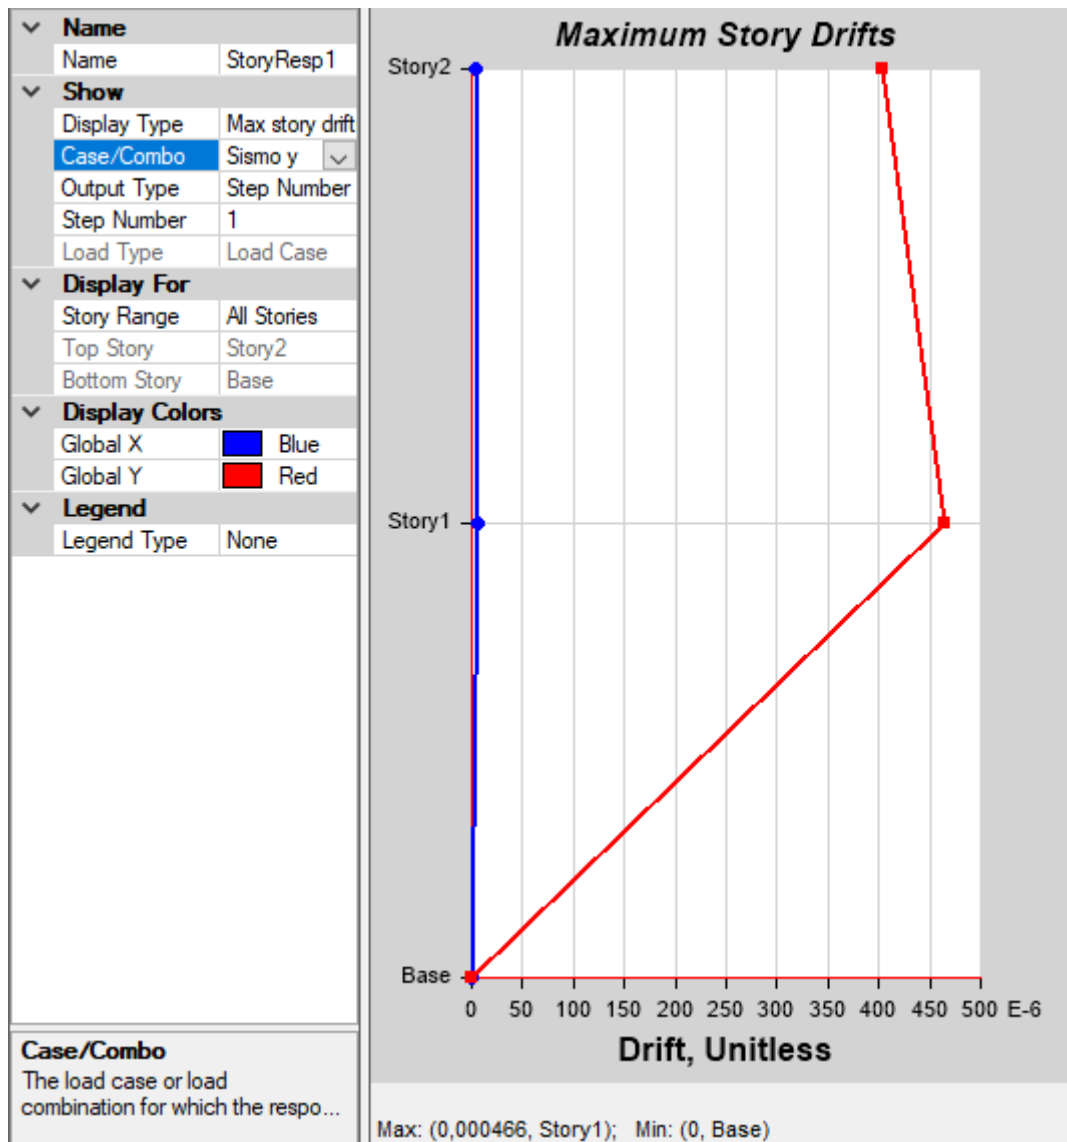 Name
Name StoryResp1
Show
Display Type Max story drift
Case/Combo Sismo y
Output Type Step Number
Step Number 1
Load Type Load Case
Display For
Story Range All Stories
Top Story Story2
Bottom Story Base
Display Colors
Global X Blue
Global Y Red
Legend
Legend Type None
Case/Combo
The load case or load
combination for which the respo...
Maximum Story Drifts
Story2
Story1
Base
0 50 100 150 200 250 300 350 400 450 500 E-6
Drift, Unitless
Max: (0,000466, Story1); Min: (0, Base)